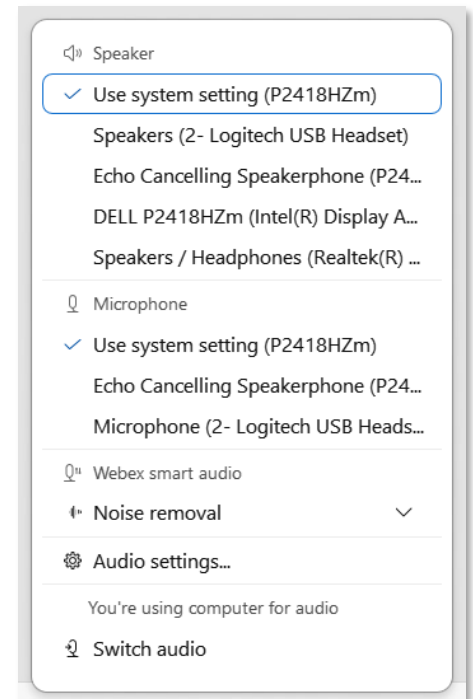 Speaker
Use system setting (P2418HZm)
Speakers (2- Logitech USB Headset)
Echo Cancelling Speakerphone (P24...
DELL P2418HZm (Intel(R) Display A...
Speakers / Headphones (Realtek(R) ...
Microphone
Use system setting (P2418HZm)
Echo Cancelling Speakerphone (P24...
Microphone (2- Logitech USB Heads...
Webex smart audio
Noise removal
Audio settings...
You're using computer for audio
Switch audio